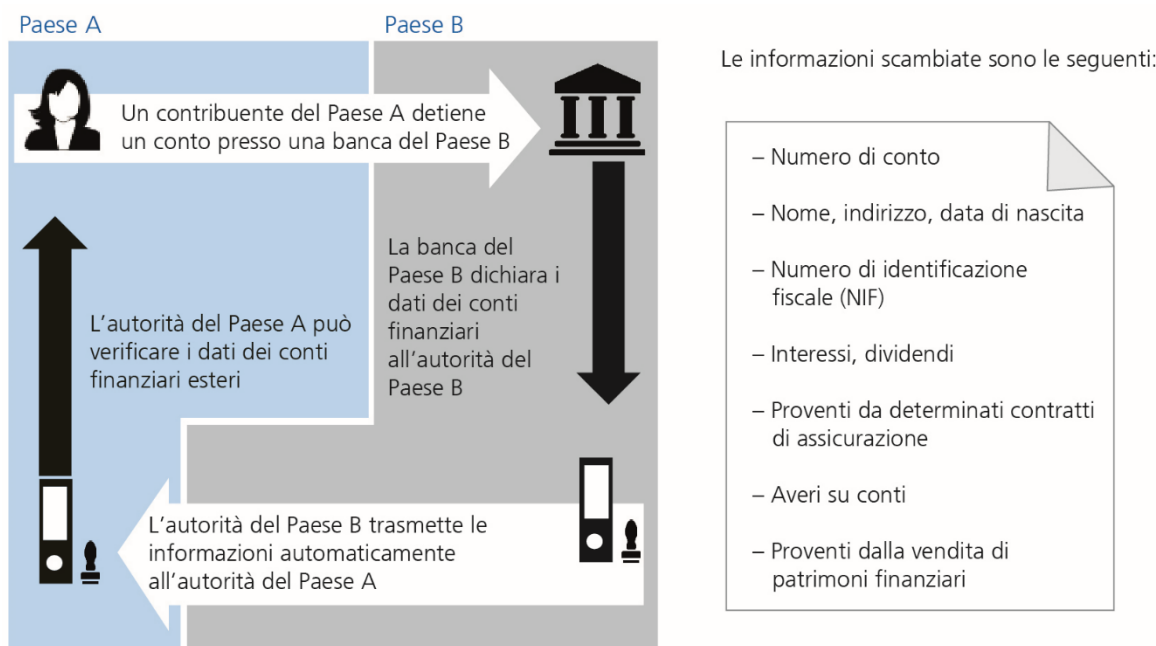 Paese A
Paese B
Un contribuente del Paese A detiene
un conto presso una banca del Paese B
La banca del
Paese B dichiara i
dati dei conti
finanziari
all'autorità del
Paese B
L'autorità del Paese B trasmette le
informazioni automaticamente
all'autorità del Paese A
L'autorità del Paese A può
verificare i dati dei conti
finanziari esteri
Le informazioni scambiate sono le seguenti:
– Numero di conto
– Nome, indirizzo, data di nascita
– Numero di identificazione
fiscale (NIF)
– Interessi, dividendi
– Proventi da determinati contratti
di assicurazione
– Averi su conti
– Proventi dalla vendita di
patrimoni finanziari